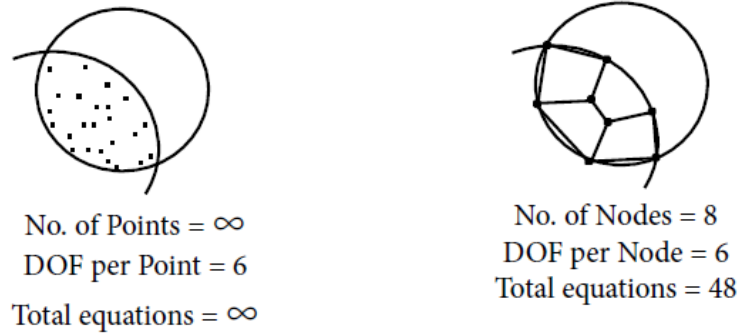 No. of Points = ∞
DOF per Point = 6
Total equations = ∞
No. of Nodes = 8
DOF per Node = 6
Total equations = 48